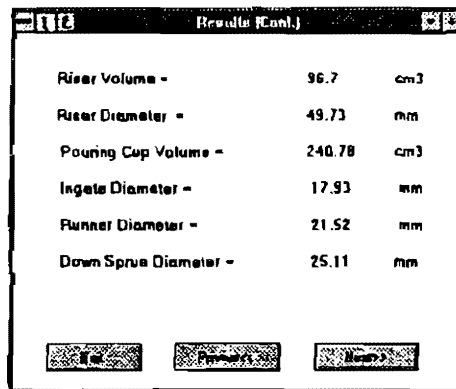 Results (Cont.)
Riser Volume = 96.7 cm3
Riser Diameter = 49.73 mm
Pouring Cup Volume = 240.78 cm3
Ingate Diameter = 17.93 mm
Runner Diameter = 21.52 mm
Down Sprue Diameter = 25.11 mm